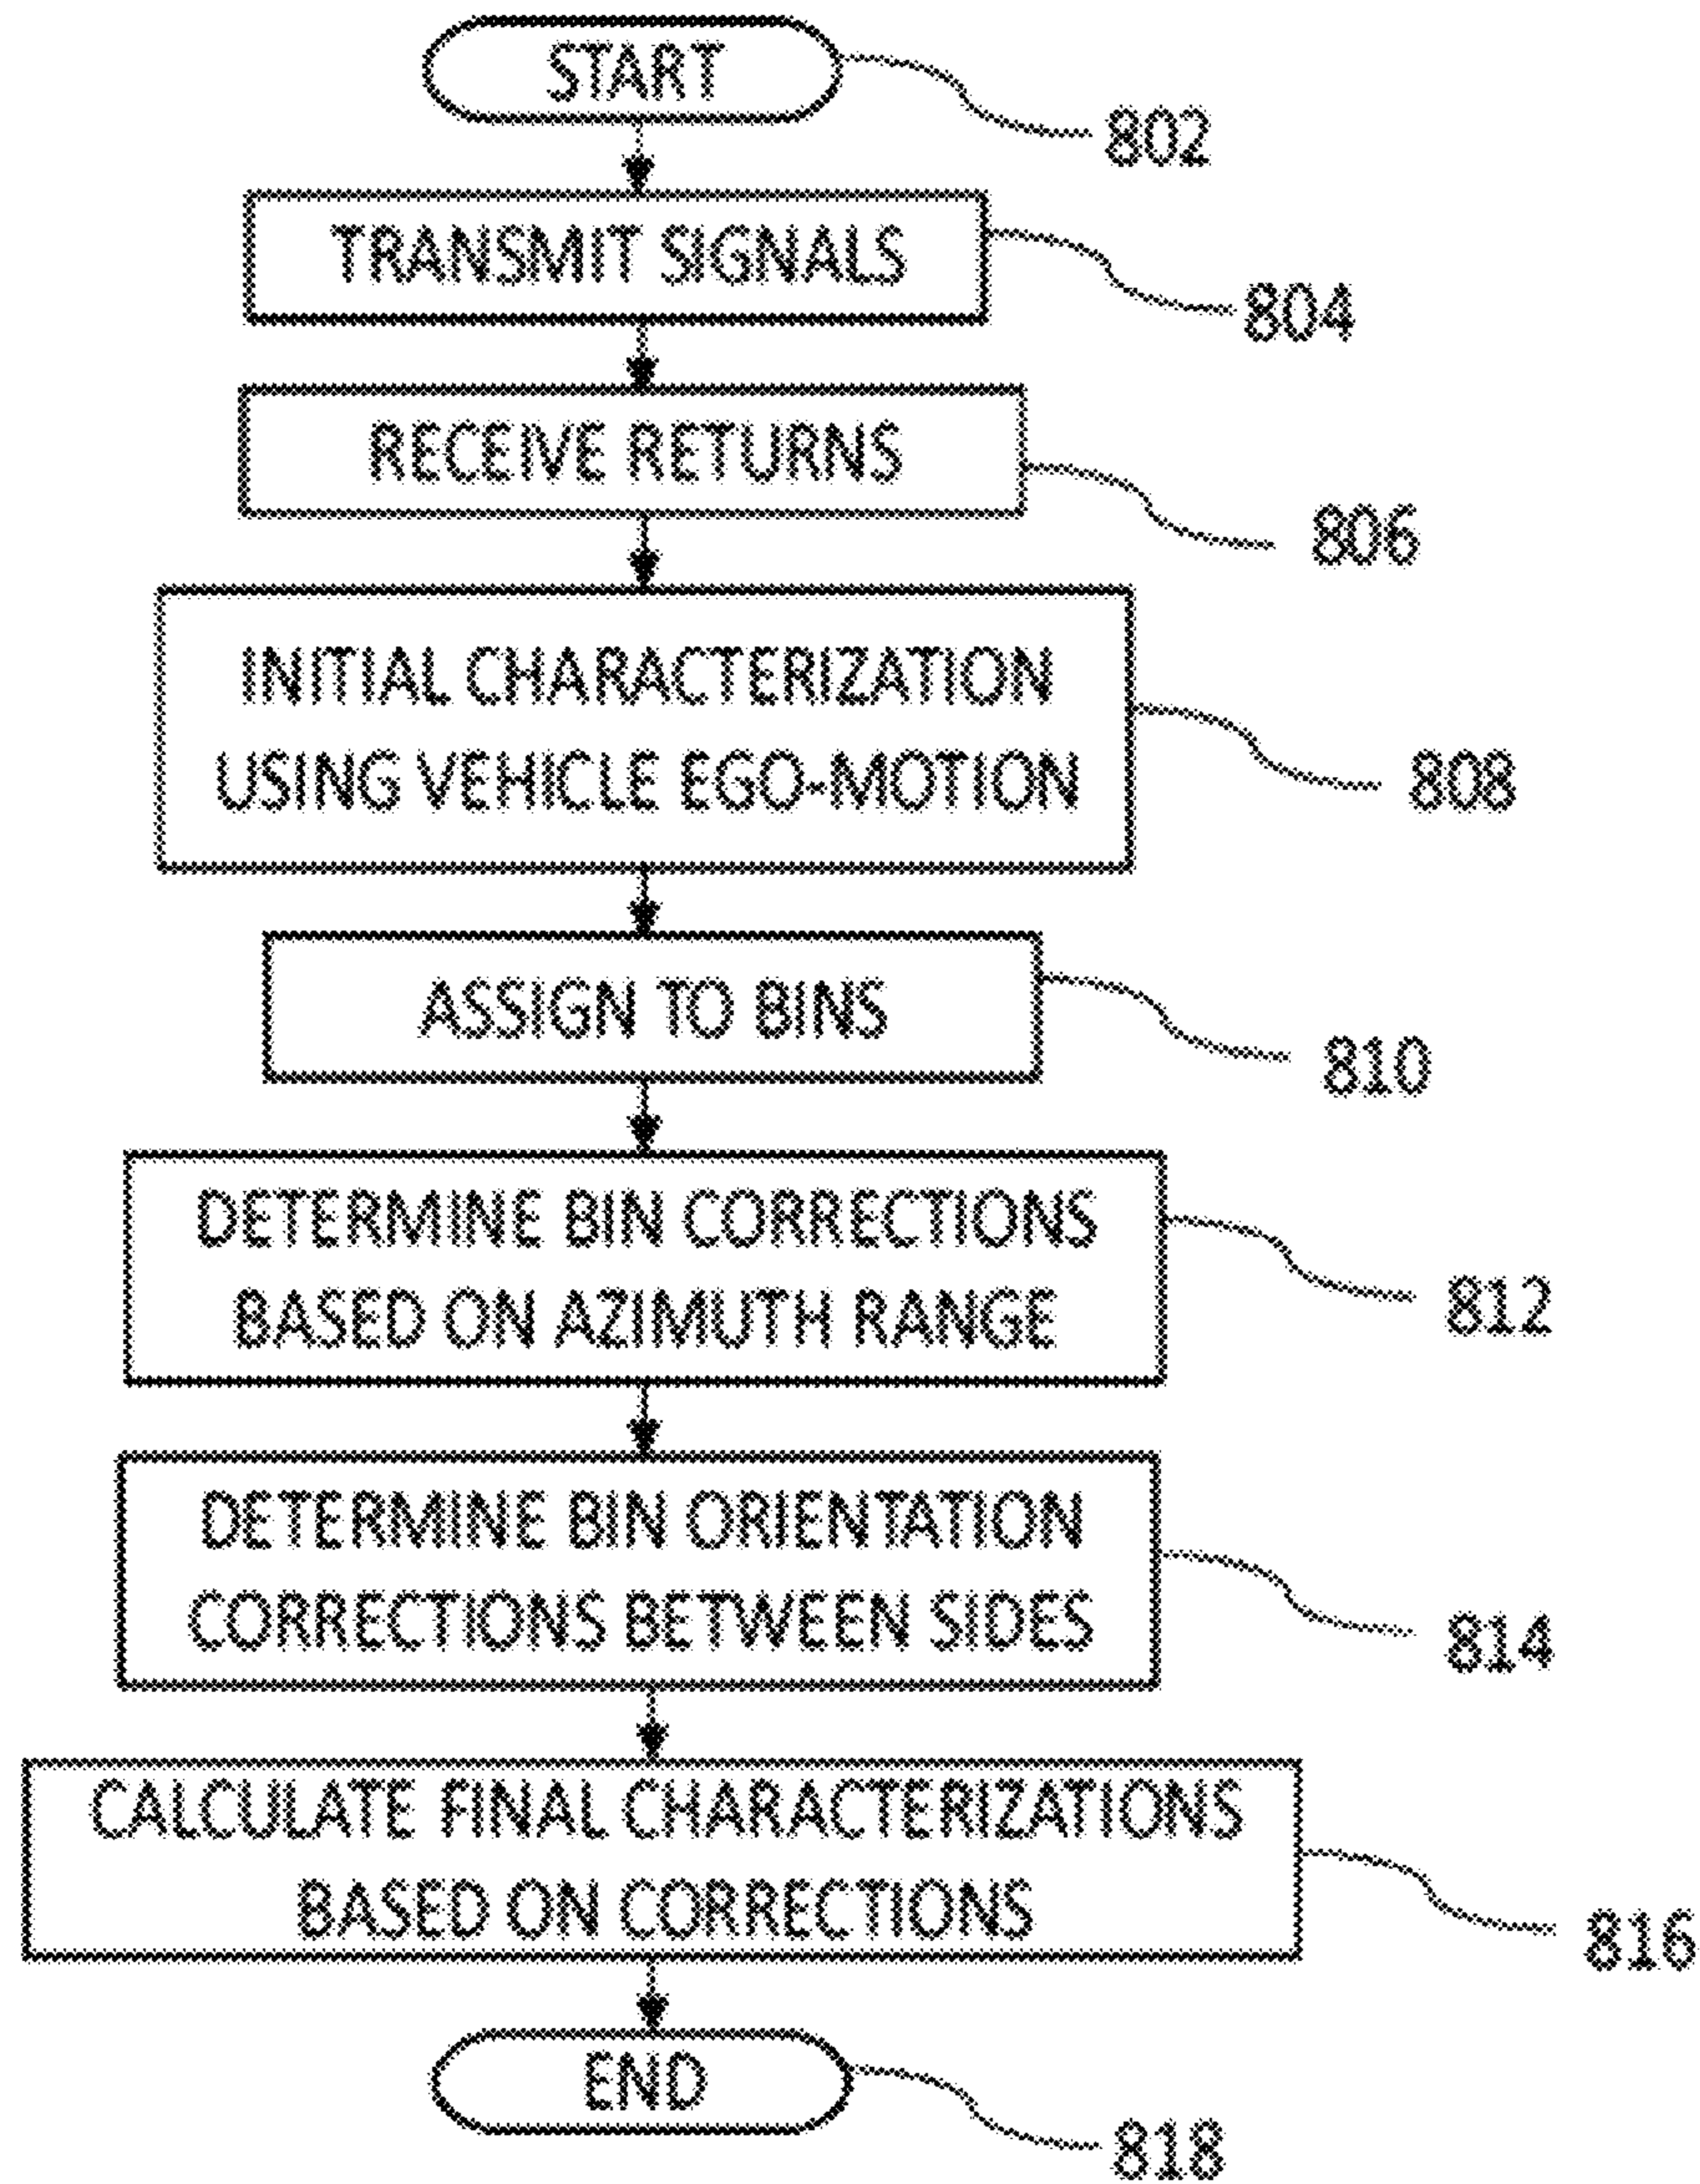 START
802
TRANSMIT SIGNALS
804
RECEIVE RETURNS
806
INITIAL CHARACTERIZATION
USING VEHICLE EGO-MOTION
808
ASSIGN TO BINS
810
DETERMINE BIN CORRECTIONS
BASED ON AZIMUTH RANGE
812
DETERMINE BIN ORIENTATION
CORRECTIONS BETWEEN SIDES
814
CALCULATE FINAL CHARACTERIZATIONS
BASED ON CORRECTIONS
816
END
818